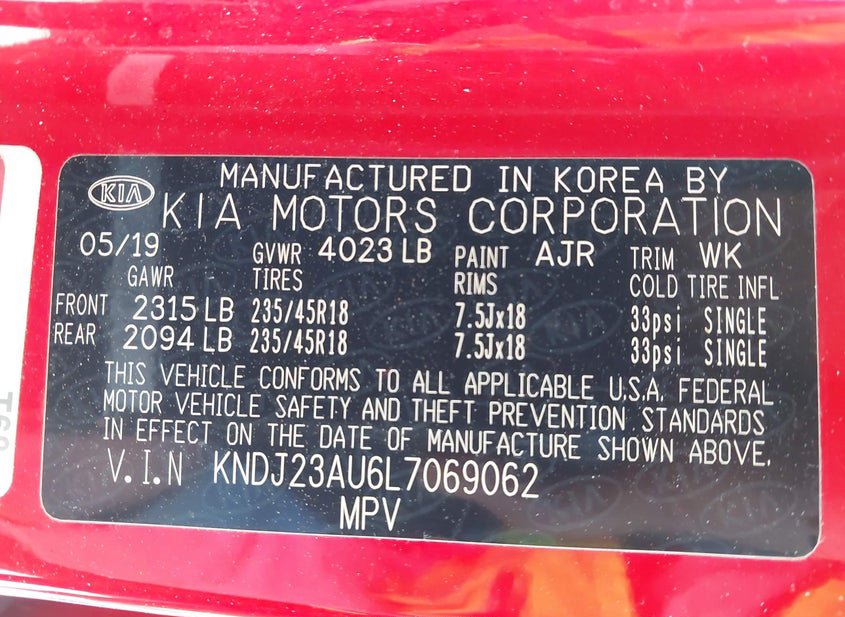 MANUFACTURED IN KOREA BY
KIA KIA MOTORS CORPORATION
05/19 GVWR 4023 LB PAINT AJR TRIM WK
GAWR TIRES RIMS COLD TIRE INFL
FRONT 2315 LB 235/45R18 7.5Jx18 33psi SINGLE
REAR 2094 LB 235/45R18 7.5Jx18 33psi SINGLE
THIS VEHICLE CONFORMS TO ALL APPLICABLE U.S.A. FEDERAL
MOTOR VEHICLE SAFETY AND THEFT PREVENTION STANDARDS
IN EFFECT ON THE DATE OF MANUFACTURE SHOWN ABOVE.
V.I.N KNDJ23AU6L7069062
MPV